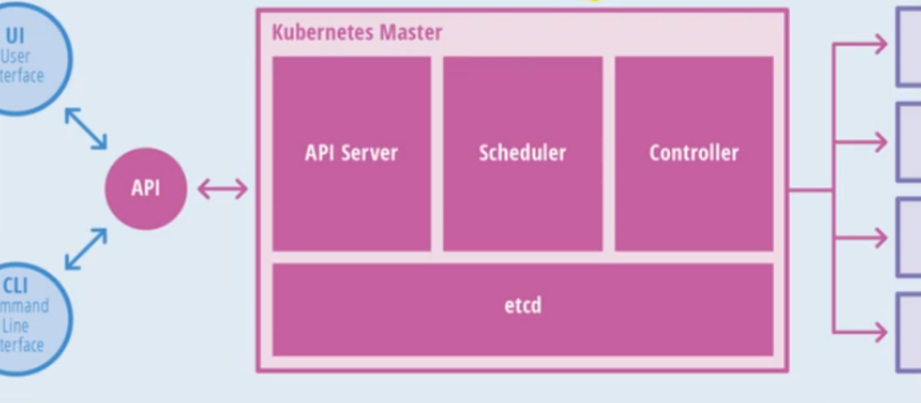 UI
User
terface
Kubernetes Master
API Server
Scheduler
Controller
API
etcd
CLI
mmand
Line
terface